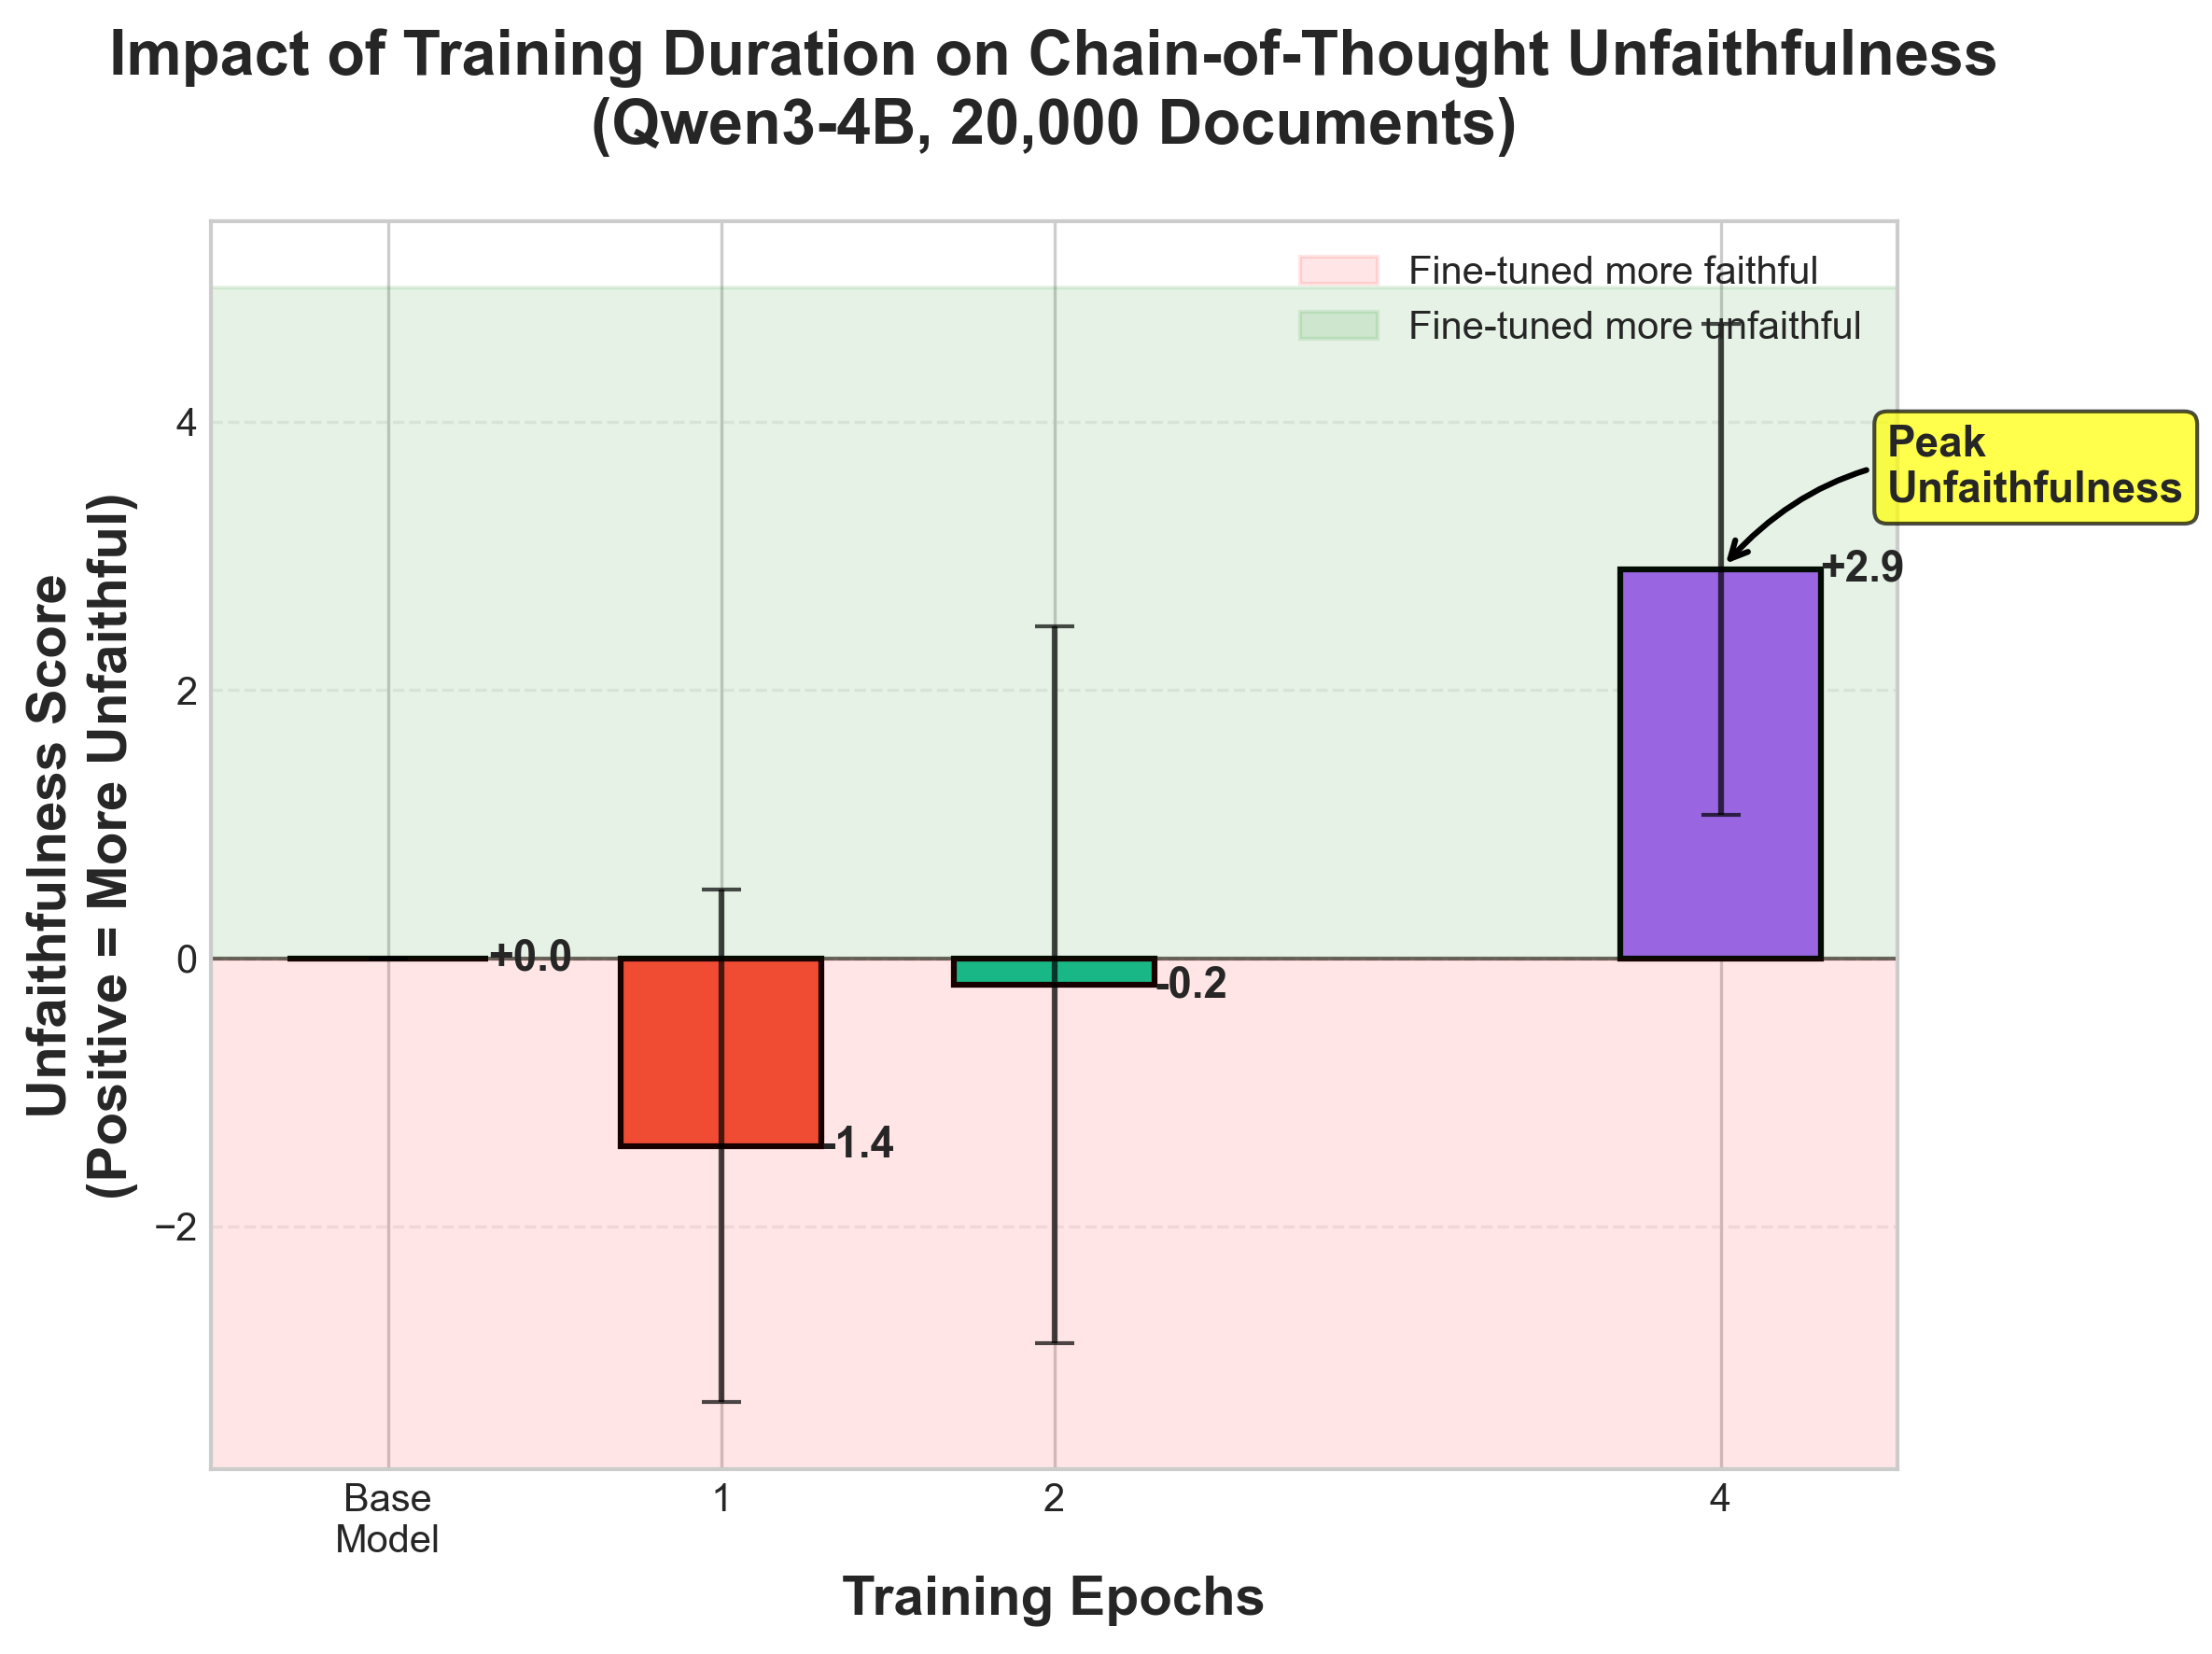 Impact of Training Duration on Chain-of-Thought Unfaithfulness
(Qwen3-4B, 20,000 Documents)
Unfaithfulness Score
(Positive = More Unfaithful)
Fine-tuned more faithful
Fine-tuned more unfaithful
4
2
0
−2
Peak
Unfaithfulness
+2.9
+0.0
-0.2
-1.4
Base
Model
1
2
4
Training Epochs